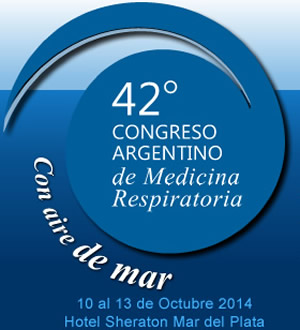 42°
CONGRESO
ARGENTINO
de Medicina
Respiratoria
Con aire de mar
10 al 13 de Octubre 2014
Hotel Sheraton Mar del Plata